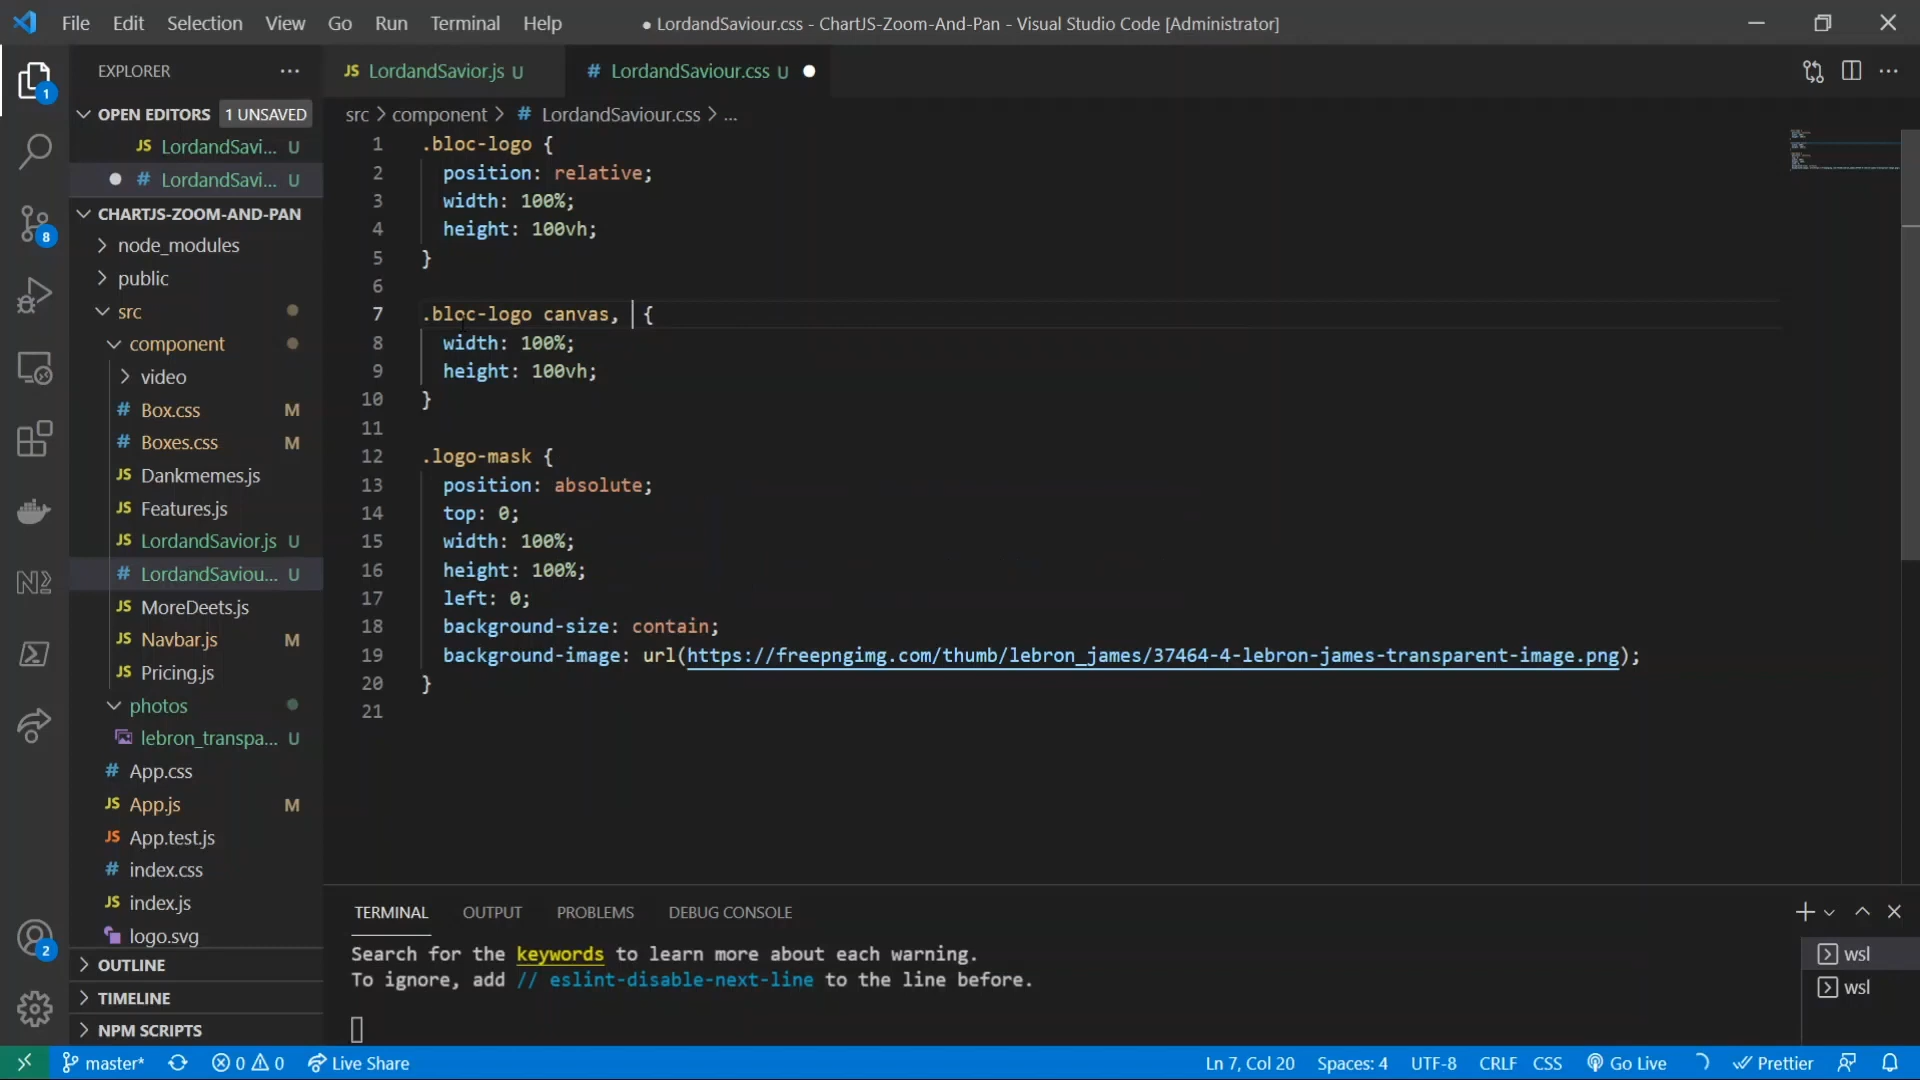 File Edit Selection View Go Run Terminal Help
● LordandSaviour.css - ChartJS-Zoom-And-Pan - Visual Studio Code [Administrator]
EXPLORER
OPEN EDITORS 1 UNSAVED
JS LordandSavi... U
# LordandSavi... U
CHARTJS-ZOOM-AND-PAN
node_modules
public
src
component
video
# Box.css M
# Boxes.css M
JS Dankmemes.js
JS Features.js
JS LordandSavior.js U
# LordandSaviou... U
JS MoreDeets.js
JS Navbar.js M
JS Pricing.js
photos
lebron_transpa... U
# App.css
JS App.js M
JS App.test.js
# index.css
JS index.js
logo.svg
OUTLINE
TIMELINE
NPM SCRIPTS
1
8
2
JS LordandSavior.js U
# LordandSaviour.css U ●
src > component > # LordandSaviour.css > ...
1 .bloc-logo {
2 position: relative;
3 width: 100%;
4 height: 100vh;
5 }
6
7 .bloc-logo canvas, {
8 width: 100%;
9 height: 100vh;
10 }
11
12 .logo-mask {
13 position: absolute;
14 top: 0;
15 width: 100%;
16 height: 100%;
17 left: 0;
18 background-size: contain;
19 background-image: url(https://freepngimg.com/thumb/lebron_james/37464-4-lebron-james-transparent-image.png);
20 }
21
TERMINAL OUTPUT PROBLEMS DEBUG CONSOLE
Search for the keywords to learn more about each warning.
To ignore, add // eslint-disable-next-line to the line before.
wsl
wsl
master* 0 0 Live Share
Ln 7, Col 20 Spaces: 4 UTF-8 CRLF CSS Go Live Prettier